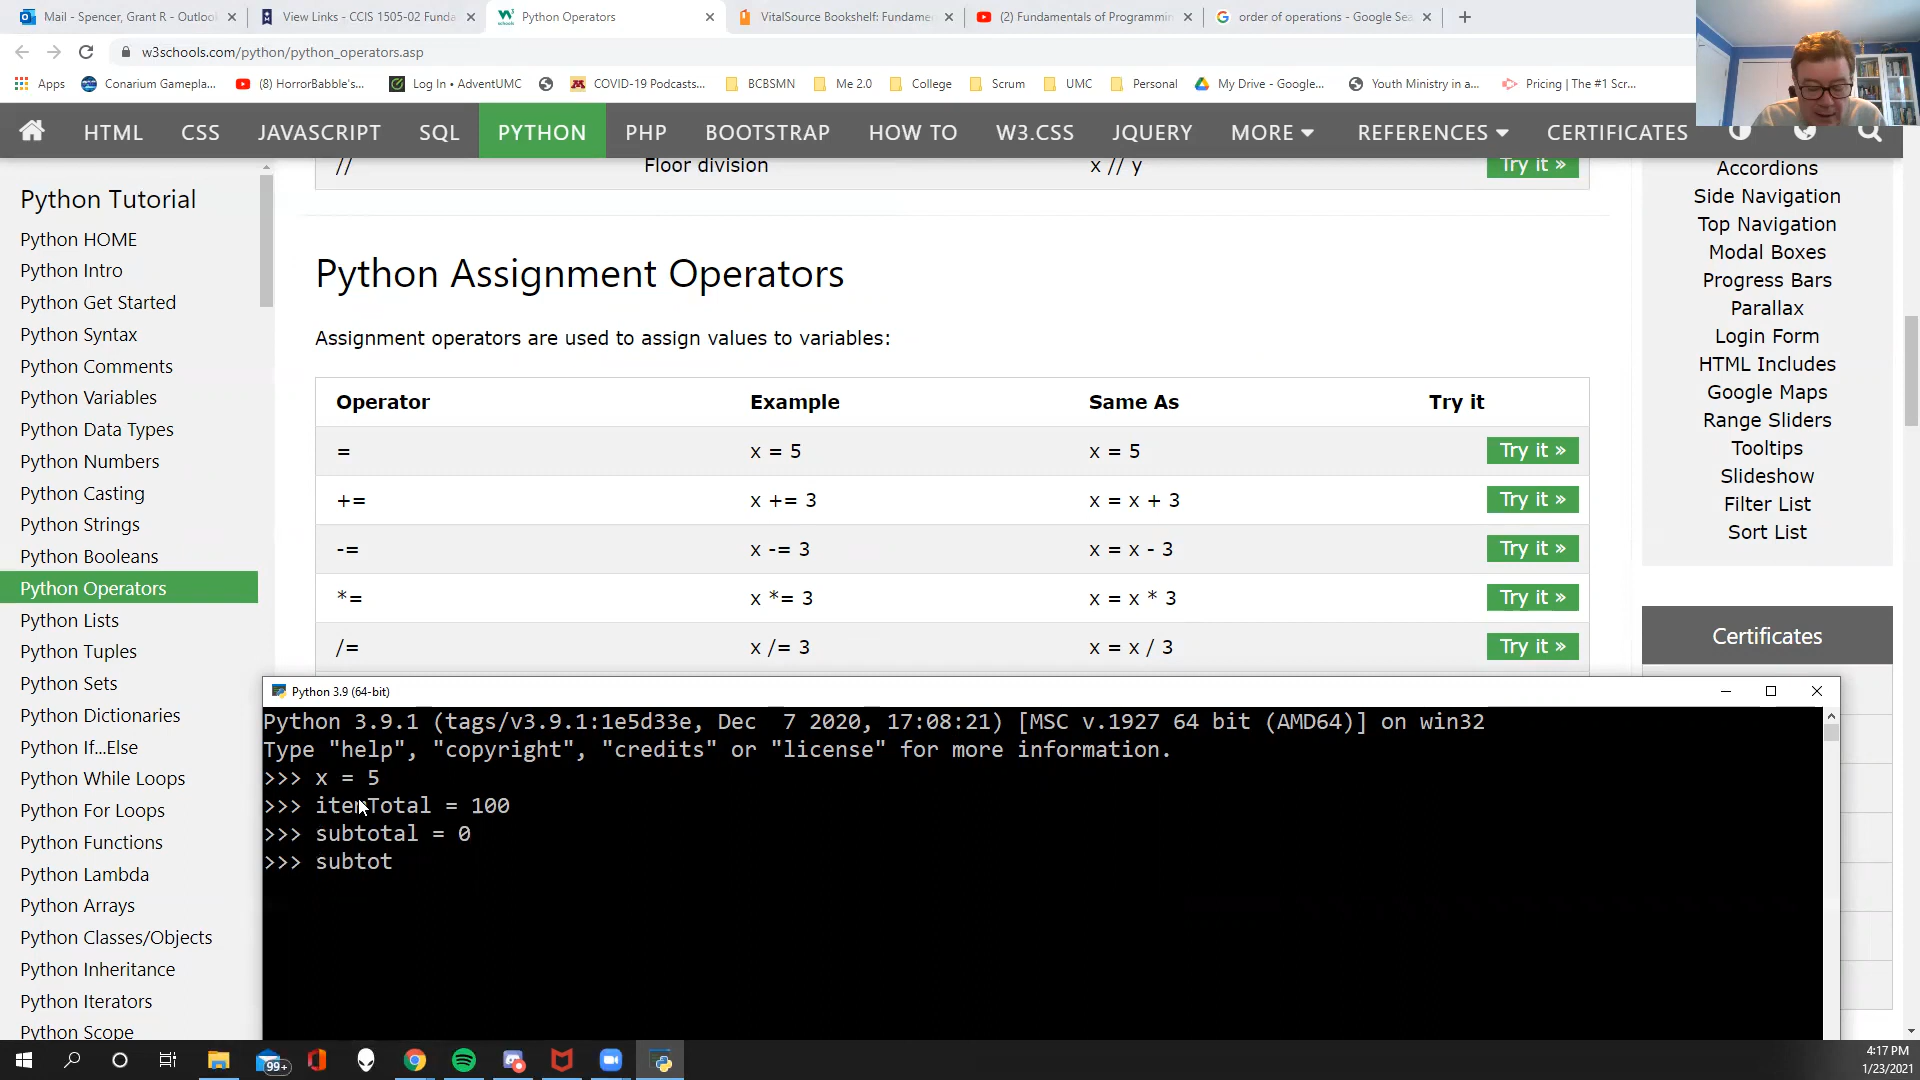 Mail - Spencer, Grant R - Outloo
View Links - CCIS 1505-02 Funda
Python Operators
VitalSource Bookshelf: Fundame
(2) Fundamentals of Programmin
order of operations - Google Sea
w3schools.com/python/python_operators.asp
Apps
Conarium Gamepla...
(8) HorrorBabble's...
Log In • AdventUMC
COVID-19 Podcasts...
BCBSMN
Me 2.0
College
Scrum
UMC
Personal
My Drive - Google...
Youth Ministry in a...
Pricing | The #1 Scr...
HTML
CSS
JAVASCRIPT
SQL
PYTHON
PHP
BOOTSTRAP
HOW TO
W3.CSS
JQUERY
MORE
REFERENCES
CERTIFICATES
Python Tutorial
Python HOME
Python Intro
Python Get Started
Python Syntax
Python Comments
Python Variables
Python Data Types
Python Numbers
Python Casting
Python Strings
Python Booleans
Python Operators
Python Lists
Python Tuples
Python Sets
Python Dictionaries
Python If...Else
Python While Loops
Python For Loops
Python Functions
Python Lambda
Python Arrays
Python Classes/Objects
Python Inheritance
Python Iterators
Python Scope
// Floor division x // y Try it »
Python Assignment Operators
Assignment operators are used to assign values to variables:
Operator Example Same As Try it
= x = 5 x = 5 Try it »
+= x += 3 x = x + 3 Try it »
-= x -= 3 x = x - 3 Try it »
*= x *= 3 x = x * 3 Try it »
/= x /= 3 x = x / 3 Try it »
Accordions
Side Navigation
Top Navigation
Modal Boxes
Progress Bars
Parallax
Login Form
HTML Includes
Google Maps
Range Sliders
Tooltips
Slideshow
Filter List
Sort List
Certificates
Python 3.9 (64-bit)
Python 3.9.1 (tags/v3.9.1:1e5d33e, Dec  7 2020, 17:08:21) [MSC v.1927 64 bit (AMD64)] on win32
Type "help", "copyright", "credits" or "license" for more information.
>>> x = 5
>>> itemTotal = 100
>>> subtotal = 0
>>> subtot
99+
4:17 PM
1/23/2021